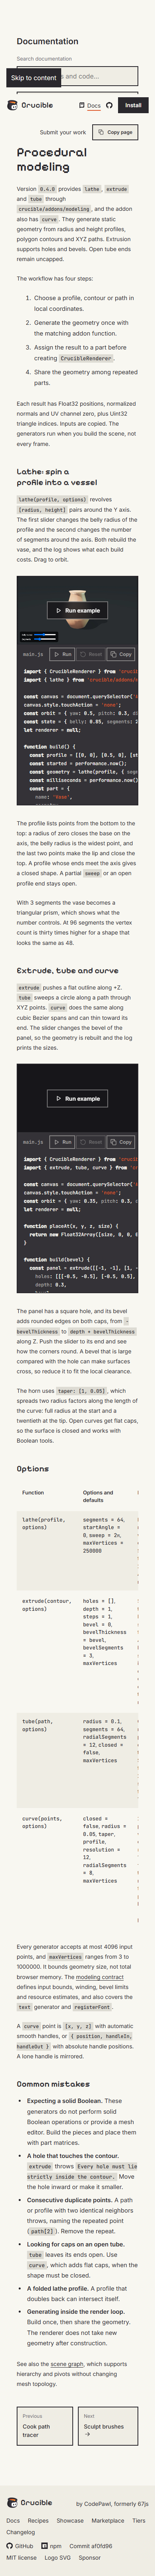 Documentation
Search documentation
s and code...
Skip to content
Crucible
Docs
Install
Submit your work
Copy page
Procedural
modeling
Version 0.4.0 provides lathe, extrude
and tube through
crucible/addons/modeling, and the addon
also has curve. They generate static
geometry from radius and height profiles,
polygon contours and XYZ paths. Extrusion
supports holes and bevels. Open tube ends
remain uncapped.
The workflow has four steps:
1. Choose a profile, contour or path in
local coordinates.
2. Generate the geometry once with
the matching addon function.
3. Assign the result to a part before
creating CrucibleRenderer.
4. Share the geometry among repeated
parts.
Each result has Float32 positions, normalized
normals and UV channel zero, plus Uint32
triangle indices. Inputs are copied. The
generators run when you build the scene, not
every frame.
Lathe: spin a
profile into a vessel
lathe(profile, options) revolves
[radius, height] pairs around the Y axis.
The first slider changes the belly radius of the
profile and the second changes the number
of segments around the axis. Both rebuild the
vase, and the log shows what each build
costs. Drag to orbit.
Run example
main.js
Run
Reset
Copy
import { CrucibleRenderer } from 'cruci
import { lathe } from 'crucible/addons/
const canvas = document.querySelector('
canvas.style.touchAction = 'none';
const orbit = { yaw: 0.5, pitch: 0.3,
const state = { belly: 0.85, segments:
let renderer = null;
function build() {
const profile = [[0, 0], [0.5, 0], [st
const started = performance.now();
const geometry = lathe(profile, { segm
const milliseconds = performance.now()
const part = {
name: 'Vase',
The profile lists points from the bottom to the
top: a radius of zero closes the base on the
axis, the belly radius is the widest point, and
the last two points make the lip and close the
top. A profile whose ends meet the axis gives
a closed shape. A partial sweep or an open
profile end stays open.
With 3 segments the vase becomes a
triangular prism, which shows what the
number controls. At 96 segments the vertex
count is thirty times higher for a shape that
looks the same as 48.
Extrude, tube and curve
extrude pushes a flat outline along +Z.
tube sweeps a circle along a path through
XYZ points. curve does the same along
cubic Bezier spans and can thin toward its
end. The slider changes the bevel of the
panel, so the geometry is rebuilt and the log
prints the sizes.
Run example
main.js
Run
Reset
Copy
import { CrucibleRenderer } from 'cruci
import { extrude, tube, curve } from 'c
const canvas = document.querySelector('
canvas.style.touchAction = 'none';
const orbit = { yaw: 0.35, pitch: 0.3,
let renderer = null;
function placeAt(x, y, z, size) {
return new Float32Array([size, 0, 0, 0
}
function build(bevel) {
const panel = extrude([[-1, -1], [1, -
holes: [[[-0.5, -0.5], [-0.5, 0.5],
depth: 0.3,
bevel,
The panel has a square hole, and its bevel
adds rounded edges on both caps, from -
bevelThickness to depth + bevelThickness
along Z. Push the slider to its end and see
how the corners round. A bevel that is large
compared with the hole can make surfaces
cross, so reduce it to fit the local clearance.
The horn uses taper: [1, 0.05], which
spreads two radius factors along the length of
the curve: full radius at the start and a
twentieth at the tip. Open curves get flat caps,
so the surface is closed and works with
Boolean tools.
Options
Function
Options and
defaults
lathe(profile,
options)
segments = 64,
startAngle =
0, sweep = 2π,
maxVertices =
250000
extrude(contour,
options)
holes = [],
depth = 1,
steps = 1,
bevel = 0,
bevelThickness
= bevel,
bevelSegments
= 3,
maxVertices
tube(path,
options)
radius = 0.1,
segments = 64,
radialSegments
= 12, closed =
false,
maxVertices
curve(points,
options)
closed =
false, radius =
0.05, taper,
profile,
resolution =
12,
radialSegments
= 8,
maxVertices
Every generator accepts at most 4096 input
points, and maxVertices ranges from 3 to
1000000. It bounds geometry size, not total
browser memory. The modeling contract
defines input bounds, winding, bevel limits
and resource estimates, and also covers the
text generator and registerFont.
A curve point is [x, y, z] with automatic
smooth handles, or { position, handleIn,
handleOut } with absolute handle positions.
A lone handle is mirrored.
Common mistakes
• Expecting a solid Boolean. These
generators do not perform solid
Boolean operations or provide a mesh
editor. Build the pieces and place them
with part matrices.
• A hole that touches the contour.
extrude throws Every hole must lie
strictly inside the contour. Move
the hole inward or make it smaller.
• Consecutive duplicate points. A path
or profile with two identical neighbors
throws, naming the repeated point
(path[2]). Remove the repeat.
• Looking for caps on an open tube.
tube leaves its ends open. Use
curve, which adds flat caps, when the
shape must be closed.
• A folded lathe profile. A profile that
doubles back can intersect itself.
• Generating inside the render loop.
Build once, then share the geometry.
The renderer does not take new
geometry after construction.
See also the scene graph, which supports
hierarchy and pivots without changing
mesh topology.
Previous
Cook path
tracer
Next
Sculpt brushes
→
Crucible
by CodePawl, formerly 67js
Docs
Recipes
Showcase
Marketplace
Tiers
Changelog
GitHub
npm
Commit af0fd96
MIT license
Logo SVG
Sponsor